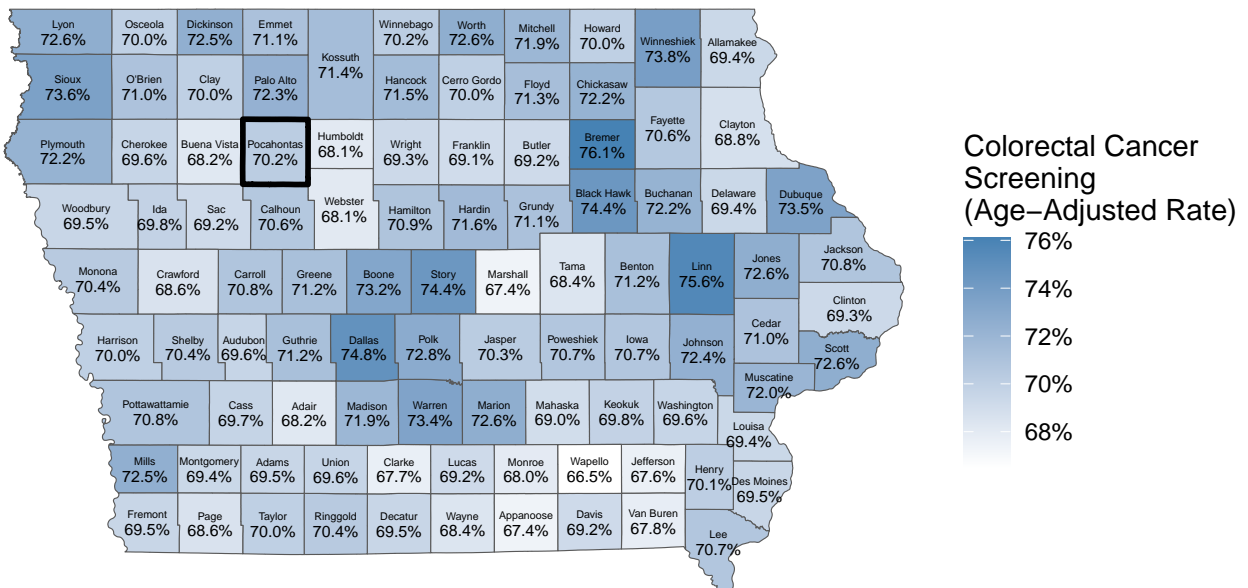 Lyon
72.6%
Osceola
70.0%
Dickinson
72.5%
Emmet
71.1%
Kossuth
71.4%
Winnebago
70.2%
Worth
72.6%
Mitchell
71.9%
Howard
70.0%
Winneshiek
73.8%
Allamakee
69.4%
Sioux
73.6%
O'Brien
71.0%
Clay
70.0%
Palo Alto
72.3%
Hancock
71.5%
Cerro Gordo
70.0%
Floyd
71.3%
Chickasaw
72.2%
Fayette
70.6%
Clayton
68.8%
Plymouth
72.2%
Cherokee
69.6%
Buena Vista
68.2%
Pocahontas
70.2%
Humboldt
68.1%
Wright
69.3%
Franklin
69.1%
Butler
69.2%
Bremer
76.1%
Woodbury
69.5%
Ida
69.8%
Sac
69.2%
Calhoun
70.6%
Webster
68.1%
Hamilton
70.9%
Hardin
71.6%
Grundy
71.1%
Black Hawk
74.4%
Buchanan
72.2%
Delaware
69.4%
Dubuque
73.5%
Monona
70.4%
Crawford
68.6%
Carroll
70.8%
Greene
71.2%
Boone
73.2%
Story
74.4%
Marshall
67.4%
Tama
68.4%
Benton
71.2%
Linn
75.6%
Jones
72.6%
Jackson
70.8%
Clinton
69.3%
Harrison
70.0%
Shelby
70.4%
Audubon
69.6%
Guthrie
71.2%
Dallas
74.8%
Polk
72.8%
Jasper
70.3%
Poweshiek
70.7%
Iowa
70.7%
Johnson
72.4%
Cedar
71.0%
Scott
72.6%
Muscatine
72.0%
Pottawattamie
70.8%
Cass
69.7%
Adair
68.2%
Madison
71.9%
Warren
73.4%
Marion
72.6%
Mahaska
69.0%
Keokuk
69.8%
Washington
69.6%
Louisa
69.4%
Mills
72.5%
Montgomery
69.4%
Adams
69.5%
Union
69.6%
Clarke
67.7%
Lucas
69.2%
Monroe
68.0%
Wapello
66.5%
Jefferson
67.6%
Henry
70.1%
Des Moines
69.5%
Fremont
69.5%
Page
68.6%
Taylor
70.0%
Ringgold
70.4%
Decatur
69.5%
Wayne
68.4%
Appanoose
67.4%
Davis
69.2%
Van Buren
67.8%
Lee
70.7%
Colorectal Cancer
Screening
(Age−Adjusted Rate)
76%
74%
72%
70%
68%